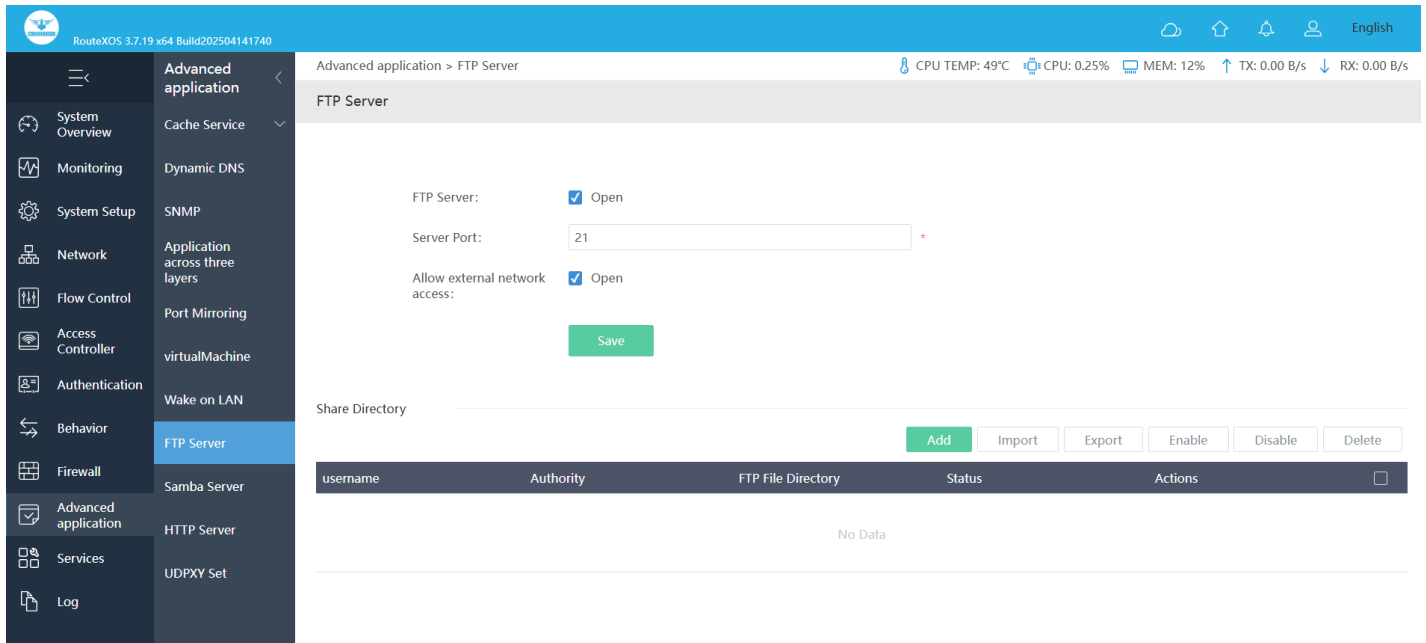 COMMANDO
RouteXOS 3.7.19 x64 Build202504141740
English
System
Overview
Monitoring
System Setup
Network
Flow Control
Access
Controller
Authentication
Behavior
Firewall
Advanced
application
Services
Log
Advanced
application
Cache Service
Dynamic DNS
SNMP
Application
across three
layers
Port Mirroring
virtualMachine
Wake on LAN
FTP Server
Samba Server
HTTP Server
UDPXY Set
Advanced application > FTP Server
CPU TEMP: 49°C CPU: 0.25% MEM: 12% ↑ TX: 0.00 B/s ↓ RX: 0.00 B/s
FTP Server
FTP Server: Open
Server Port: 21 *
Allow external network
access: Open
Save
Share Directory
Add Import Export Enable Disable Delete
username Authority FTP File Directory Status Actions
No Data